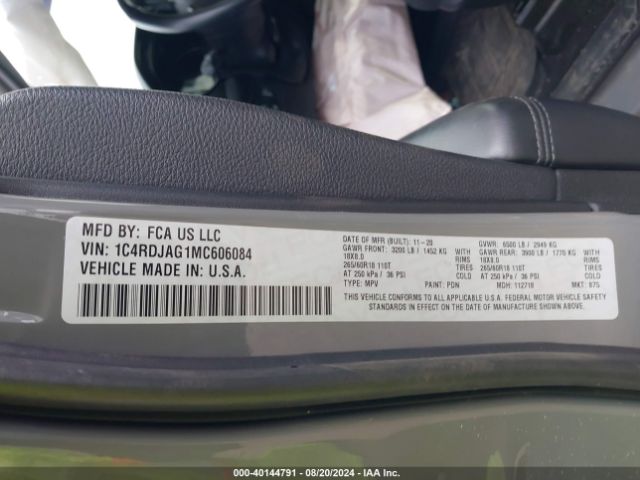 MFD BY: FCA US LLC
VIN: 1C4RDJAG1MC606084
VEHICLE MADE IN: U.S.A.
DATE OF MFR (BUILT): 11-20 GVWR: 6500 LB / 2949 KG
GAWR FRONT: 3200 LB / 1452 KG WITH GAWR REAR: 3900 LB / 1770 KG WITH
18X8.0 RIMS 18X8.0 RIMS
265/60R18 110T TIRES 265/60R18 110T TIRES
AT 250 kPa / 36 PSI COLD AT 250 kPa / 36 PSI COLD
TYPE: MPV PAINT: PDN MDH: 112718 MKT: 87G
THIS VEHICLE CONFORMS TO ALL APPLICABLE U.S.A. FEDERAL MOTOR VEHICLE SAFETY
STANDARDS IN EFFECT ON THE DATE OF MANUFACTURE SHOWN ABOVE.
000-40144791 - 08/20/2024 - IAA Inc.